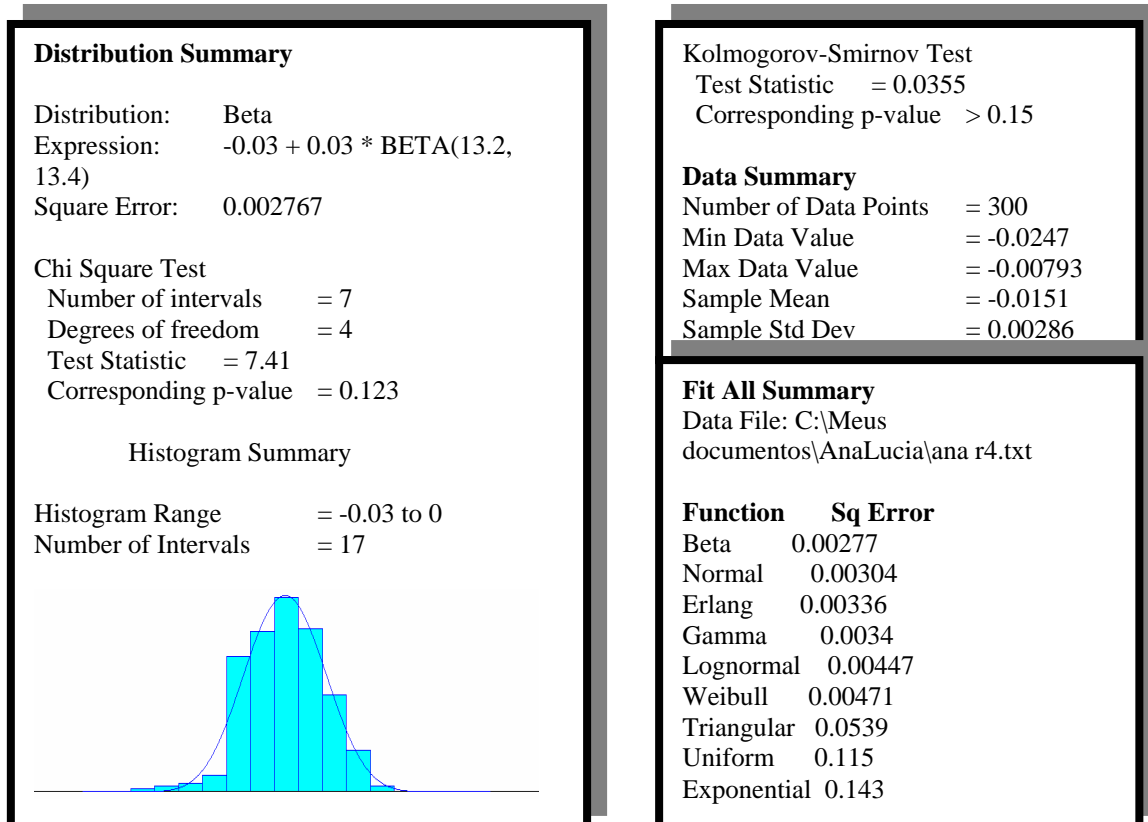 Distribution Summary
Distribution: Beta
Expression: -0.03 + 0.03 * BETA(13.2,
13.4)
Square Error: 0.002767
Chi Square Test
Number of intervals = 7
Degrees of freedom = 4
Test Statistic = 7.41
Corresponding p-value = 0.123
Histogram Summary
Histogram Range = -0.03 to 0
Number of Intervals = 17
Kolmogorov-Smirnov Test
Test Statistic = 0.0355
Corresponding p-value > 0.15
Data Summary
Number of Data Points = 300
Min Data Value = -0.0247
Max Data Value = -0.00793
Sample Mean = -0.0151
Sample Std Dev = 0.00286
Fit All Summary
Data File: C:\Meus
documentos\AnaLucia\ana r4.txt
Function Sq Error
Beta 0.00277
Normal 0.00304
Erlang 0.00336
Gamma 0.0034
Lognormal 0.00447
Weibull 0.00471
Triangular 0.0539
Uniform 0.115
Exponential 0.143